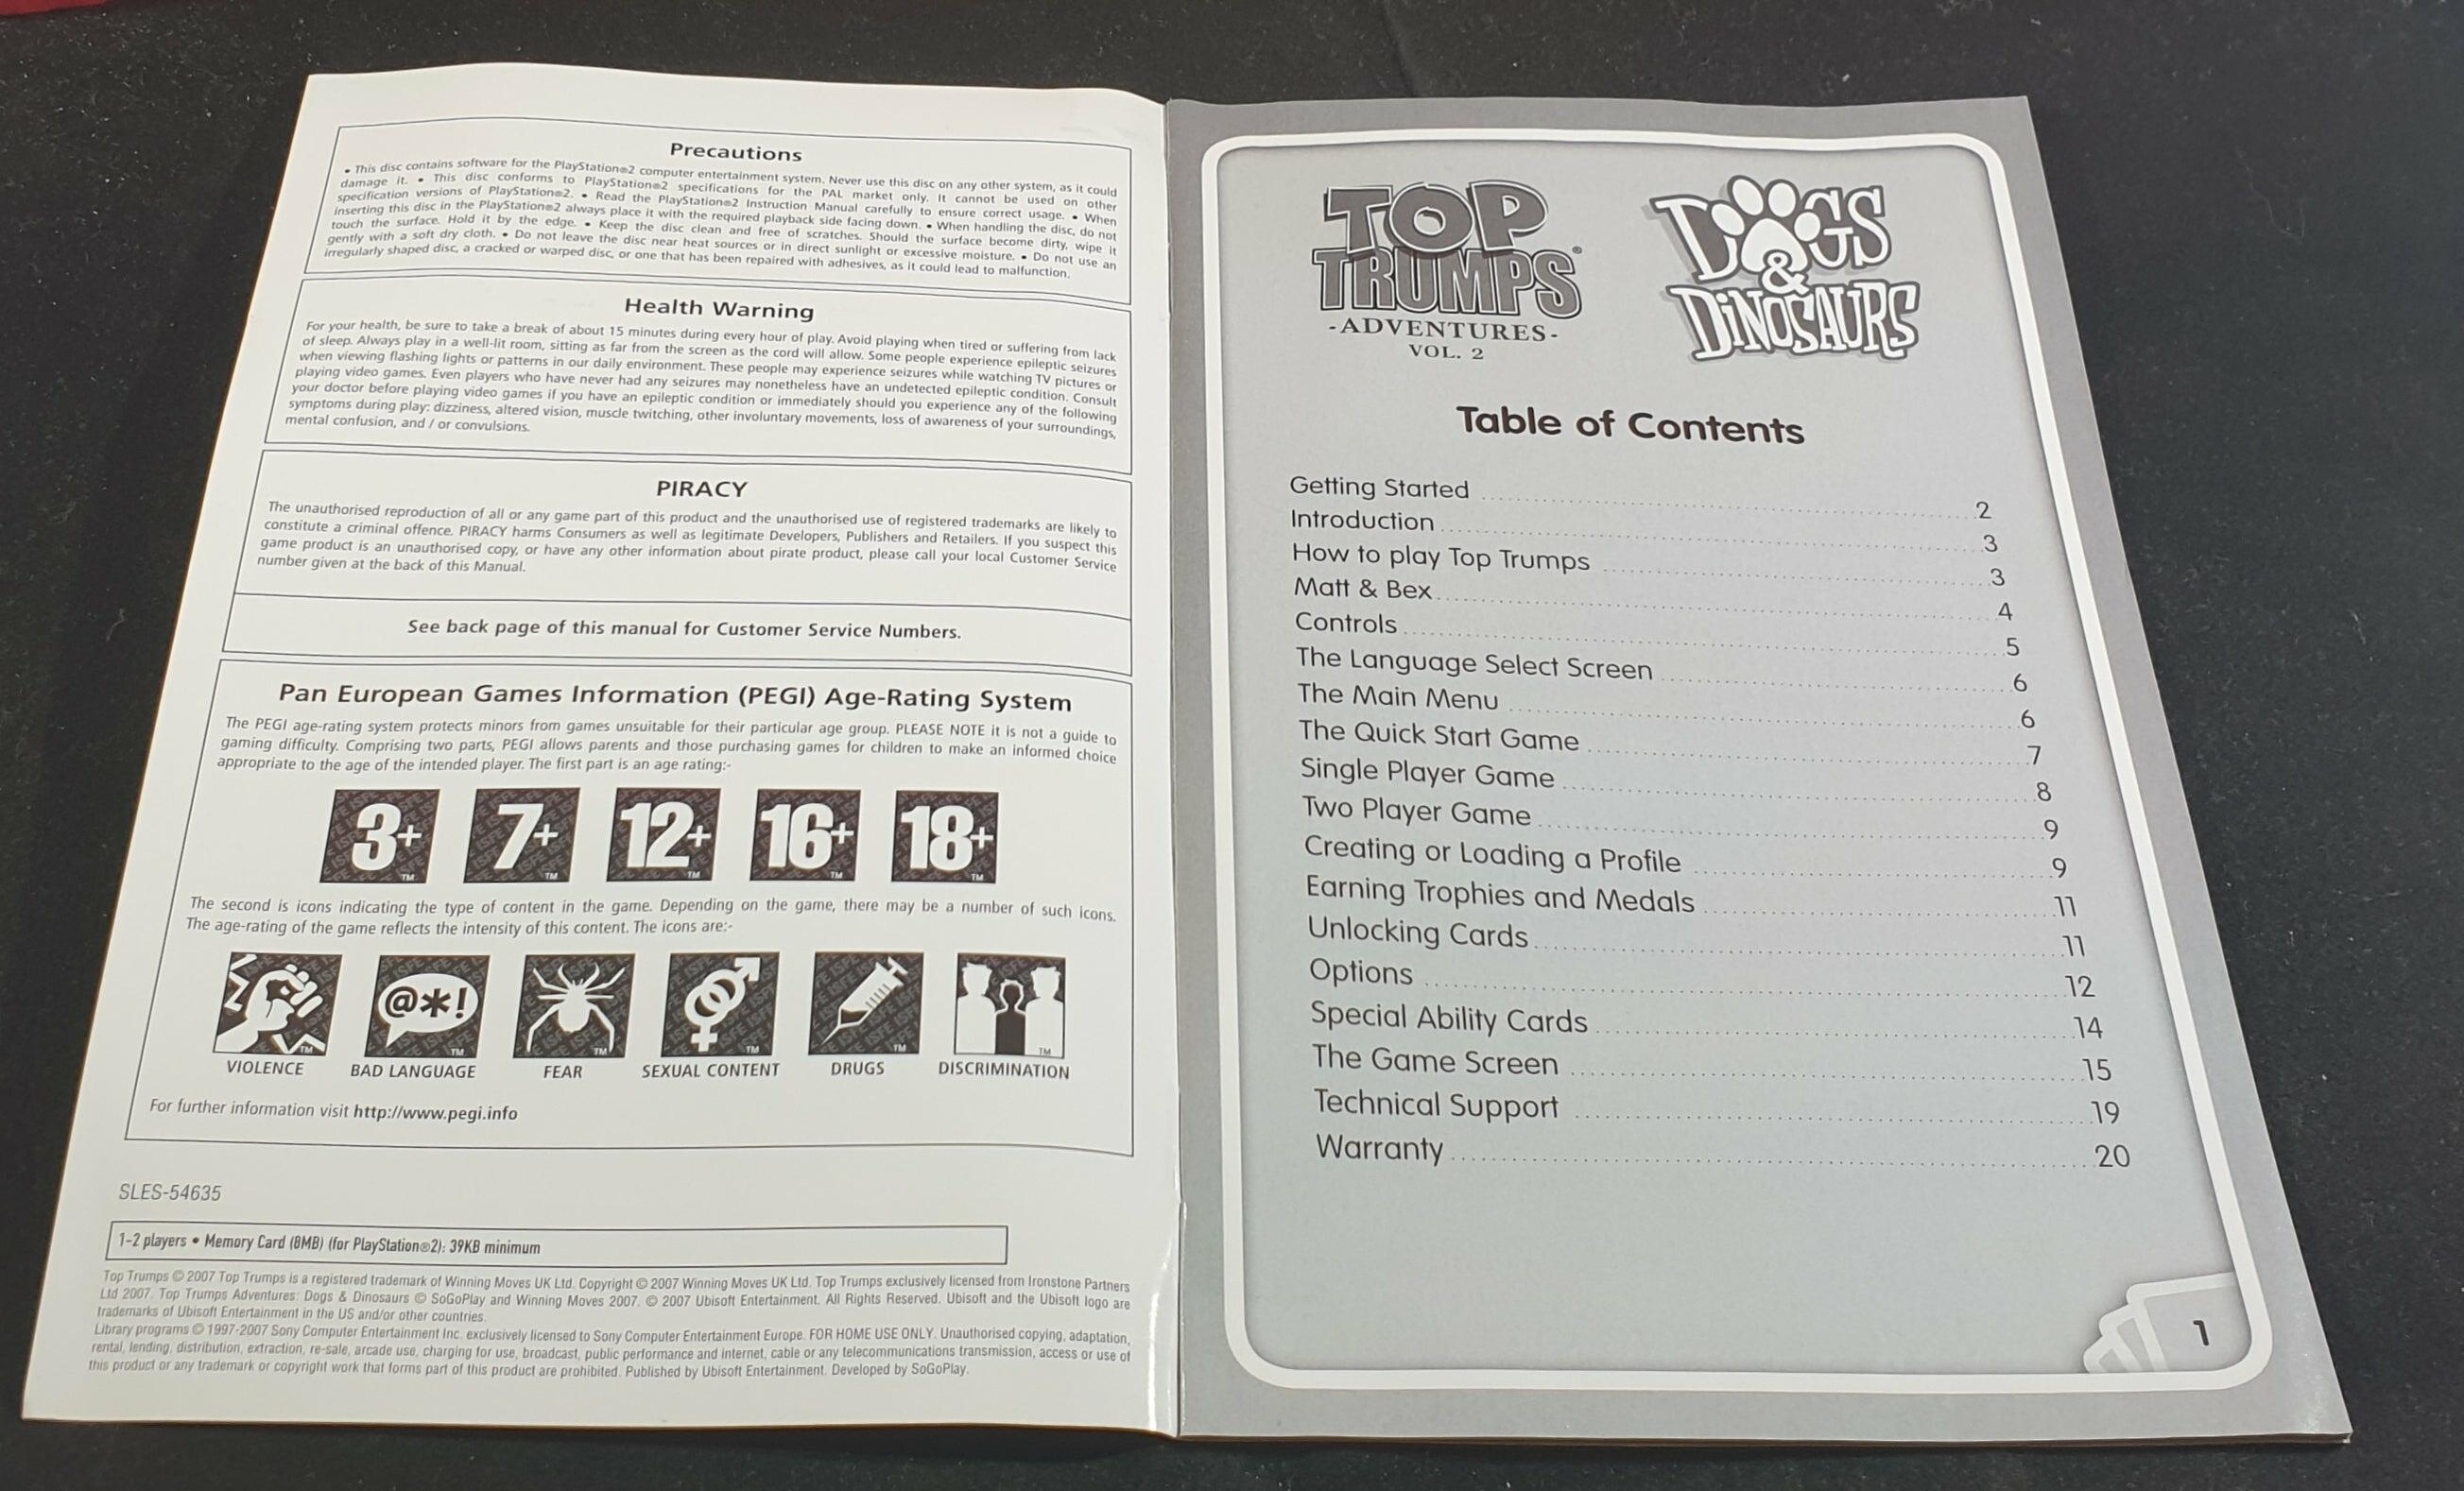 Precautions
• This disc contains software for the PlayStation®2 computer entertainment system. Never use this disc on any other system, as it could
damage it. • This disc conforms to PlayStation®2 specifications for the PAL market only. It cannot be used on other
specification versions of PlayStation®2. • Read the PlayStation®2 Instruction Manual carefully to ensure correct usage. • When
inserting this disc in the PlayStation®2 always place it with the required playback side facing down. • When handling the disc, do not
touch the surface. Hold it by the edge. • Keep the disc clean and free of scratches. Should the surface become dirty, wipe it
gently with a soft dry cloth. • Do not leave the disc near heat sources or in direct sunlight or excessive moisture. • Do not use an
irregularly shaped disc, a cracked or warped disc, or one that has been repaired with adhesives, as it could lead to malfunction.
Health Warning
For your health, be sure to take a break of about 15 minutes during every hour of play. Avoid playing when tired or suffering from lack
of sleep. Always play in a well-lit room, sitting as far from the screen as the cord will allow. Some people experience epileptic seizures
when viewing flashing lights or patterns in our daily environment. These people may experience seizures while watching TV pictures or
playing video games. Even players who have never had any seizures may nonetheless have an undetected epileptic condition. Consult
your doctor before playing video games if you have an epileptic condition or immediately should you experience any of the following
symptoms during play: dizziness, altered vision, muscle twitching, other involuntary movements, loss of awareness of your surroundings,
mental confusion, and / or convulsions.
PIRACY
The unauthorised reproduction of all or any game part of this product and the unauthorised use of registered trademarks are likely to
constitute a criminal offence. PIRACY harms Consumers as well as legitimate Developers, Publishers and Retailers. If you suspect this
game product is an unauthorised copy, or have any other information about pirate product, please call your local Customer Service
number given at the back of this Manual.
See back page of this manual for Customer Service Numbers.
Pan European Games Information (PEGI) Age-Rating System
The PEGI age-rating system protects minors from games unsuitable for their particular age group. PLEASE NOTE it is not a guide to
gaming difficulty. Comprising two parts, PEGI allows parents and those purchasing games for children to make an informed choice
appropriate to the age of the intended player. The first part is an age rating:-
3+ 7+ 12+ 16+ 18+
The second is icons indicating the type of content in the game. Depending on the game, there may be a number of such icons.
The age-rating of the game reflects the intensity of this content. The icons are:-
@*!
VIOLENCE BAD LANGUAGE FEAR SEXUAL CONTENT DRUGS DISCRIMINATION
For further information visit http://www.pegi.info
SLES-54635
1-2 players • Memory Card (8MB) (for PlayStation®2): 39KB minimum
Top Trumps © 2007 Top Trumps is a registered trademark of Winning Moves UK Ltd. Copyright © 2007 Winning Moves UK Ltd. Top Trumps exclusively licensed from Ironstone Partners
Ltd 2007. Top Trumps Adventures: Dogs & Dinosaurs © SoGoPlay and Winning Moves 2007. © 2007 Ubisoft Entertainment. All Rights Reserved. Ubisoft and the Ubisoft logo are
trademarks of Ubisoft Entertainment in the US and/or other countries.
Library programs © 1997-2007 Sony Computer Entertainment Inc. exclusively licensed to Sony Computer Entertainment Europe. FOR HOME USE ONLY. Unauthorised copying, adaptation,
rental, lending, distribution, extraction, re-sale, arcade use, charging for use, broadcast, public performance and internet, cable or any telecommunications transmission, access or use of
this product or any trademark or copyright work that forms part of this product are prohibited. Published by Ubisoft Entertainment. Developed by SoGoPlay.
TOP
TRUMPS®
-ADVENTURES-
VOL. 2
DOGS
&
DINOSAURS
Table of Contents
Getting Started 2
Introduction 3
How to play Top Trumps 3
Matt & Bex 4
Controls 5
The Language Select Screen 6
The Main Menu 6
The Quick Start Game 7
Single Player Game 8
Two Player Game 9
Creating or Loading a Profile 9
Earning Trophies and Medals 11
Unlocking Cards 11
Options 12
Special Ability Cards 14
The Game Screen 15
Technical Support 19
Warranty 20
1